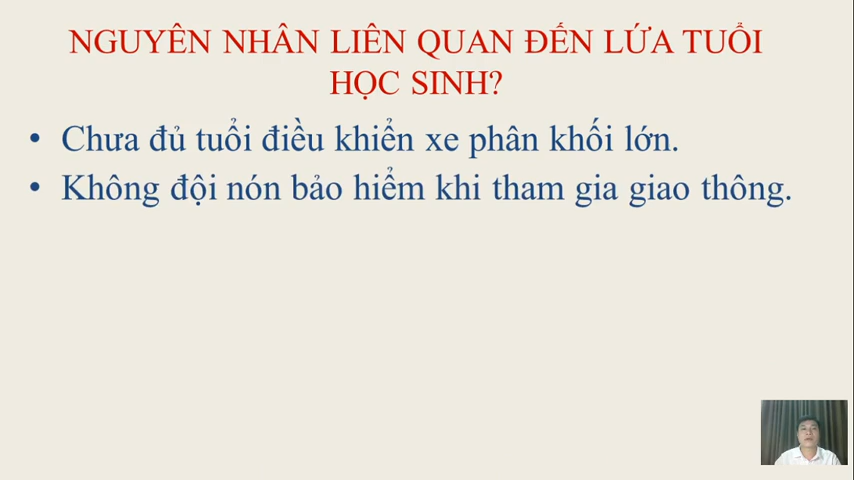 NGUYÊN NHÂN LIÊN QUAN ĐẾN LỨA TUỔI
HỌC SINH?
• Chưa đủ tuổi điều khiển xe phân khối lớn.
• Không đội nón bảo hiểm khi tham gia giao thông.